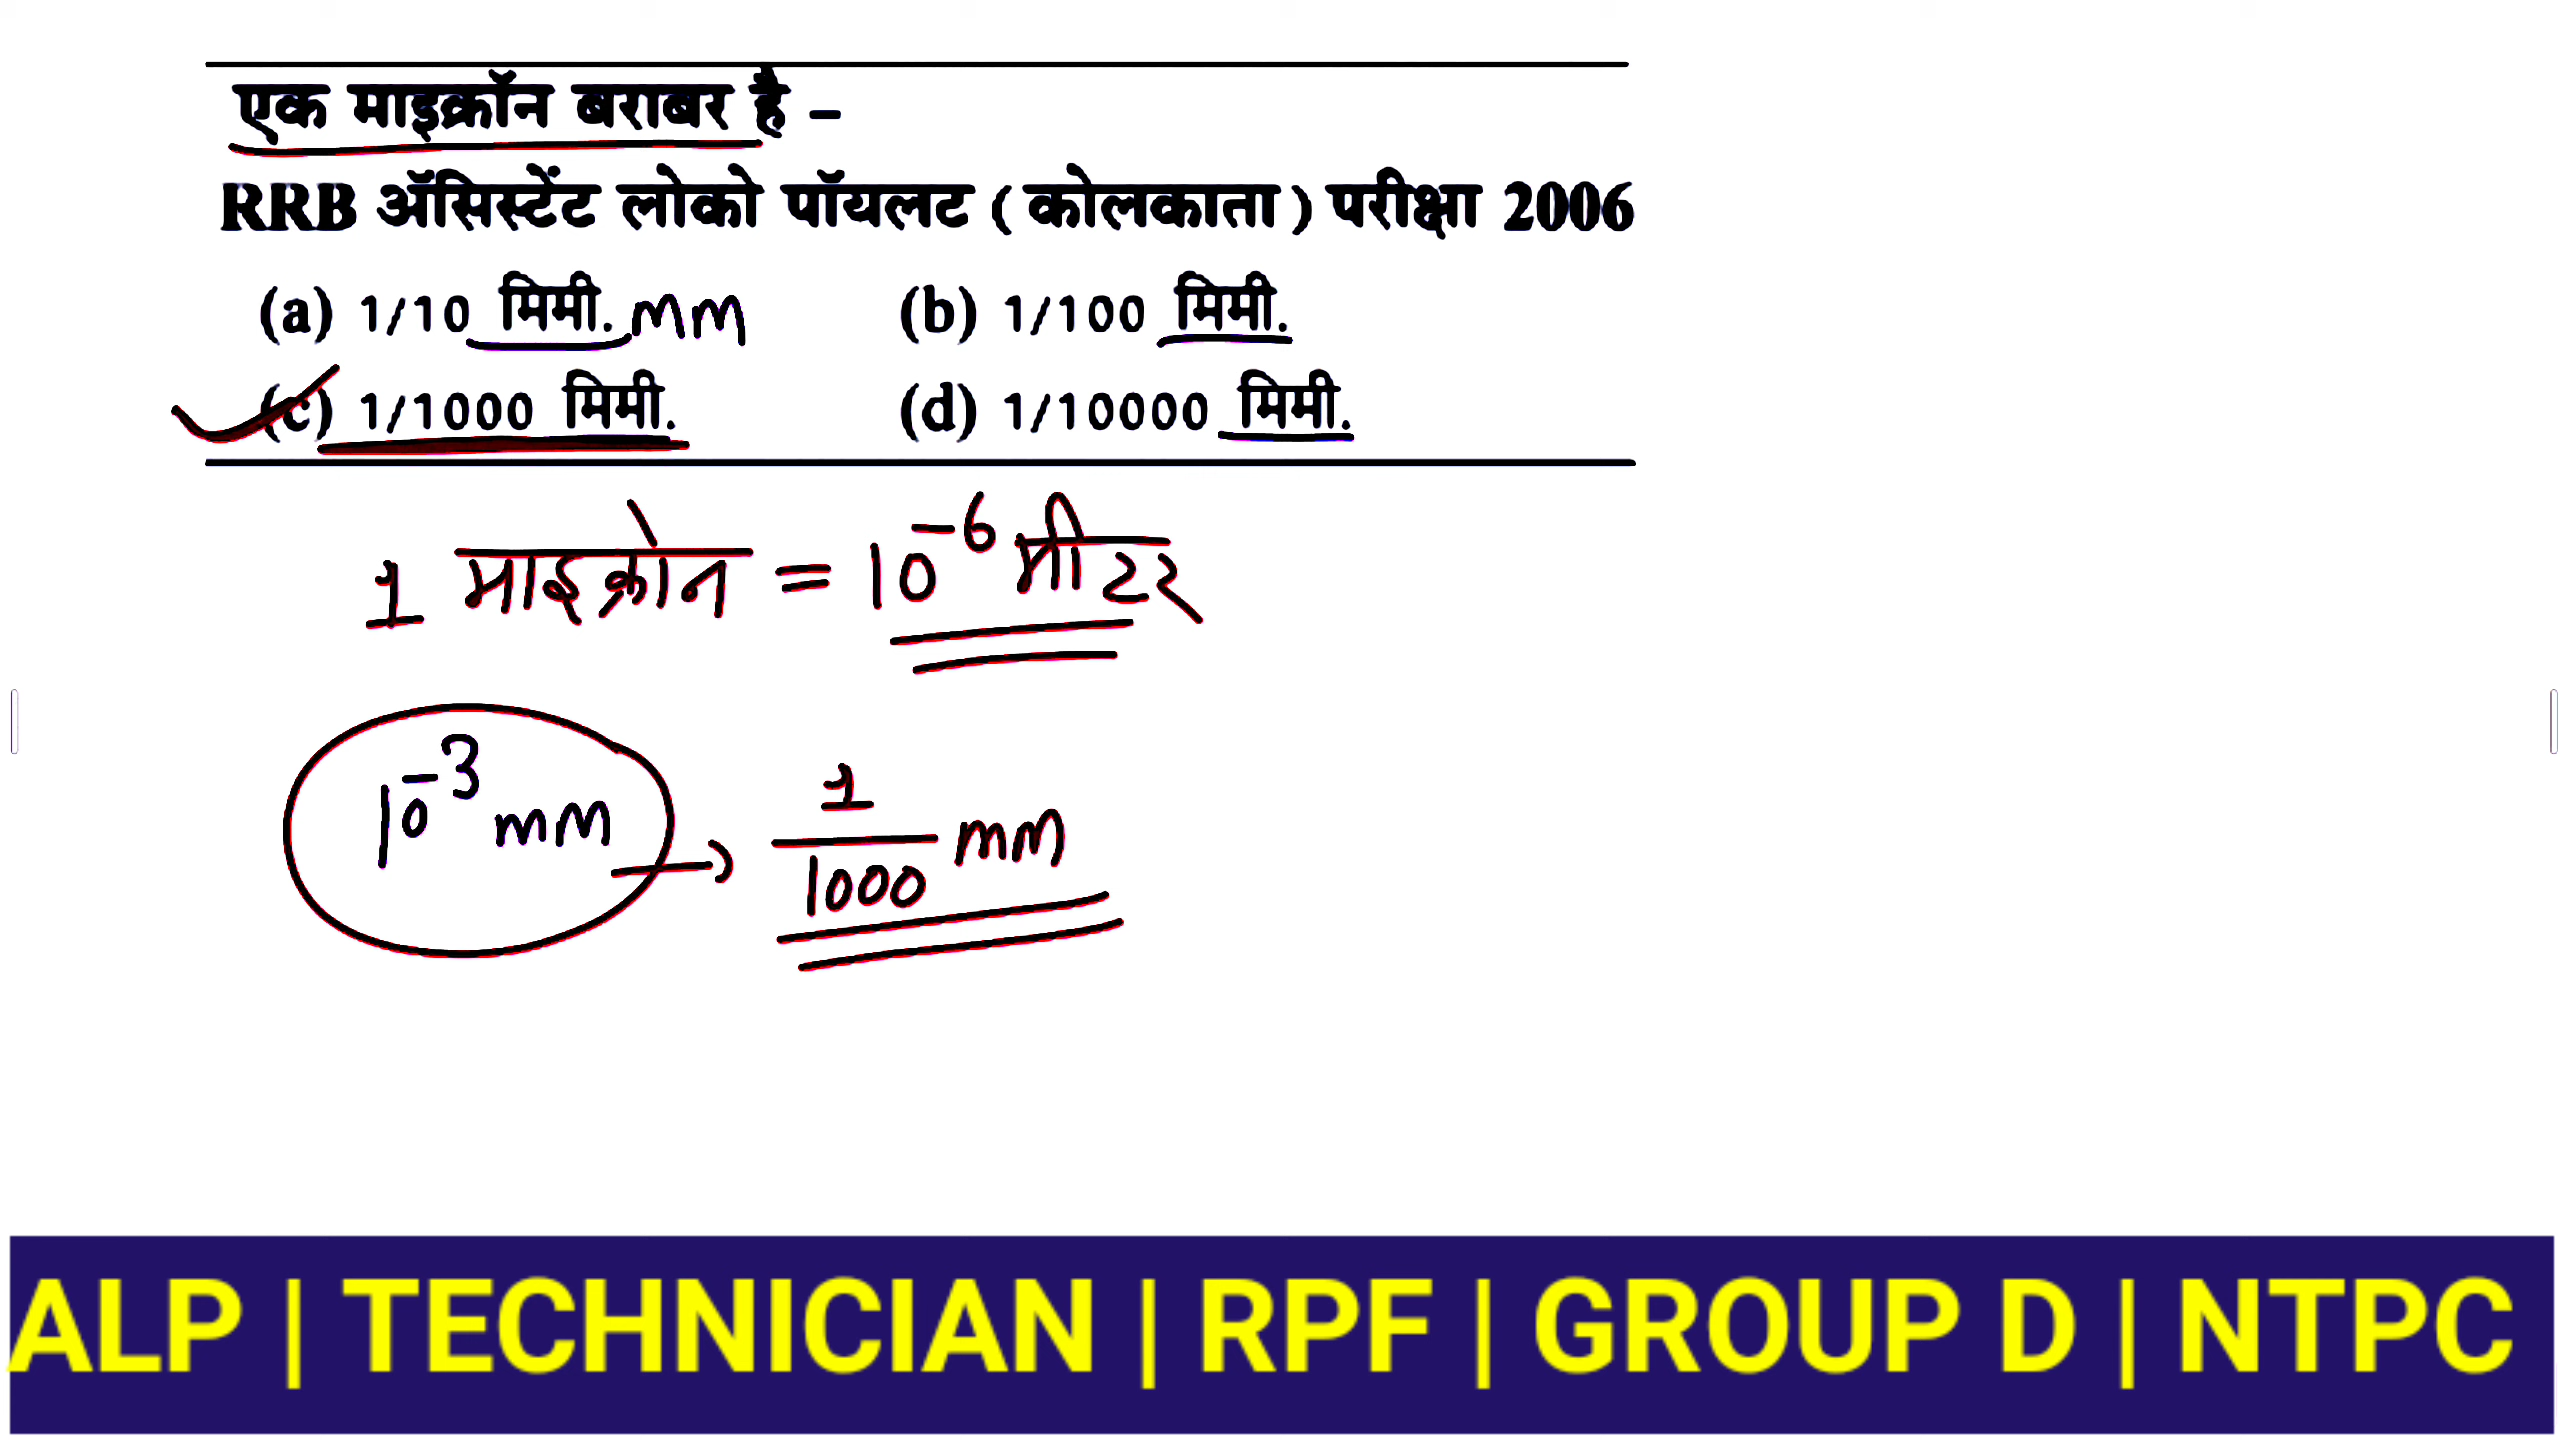 एक माइक्रॉन बराबर है –
RRB ॲसिस्टेंट लोको पॉयलट ( कोलकाता ) परीक्षा 2006
(a) 1/10 मिमी. mm (b) 1/100 मिमी.
(c) 1/1000 मिमी. (d) 1/10000 मिमी.
1 माइक्रोन = 10⁻⁶ मीटर
10⁻³ mm → 1/1000 mm
ALP | TECHNICIAN | RPF | GROUP D | NTPC